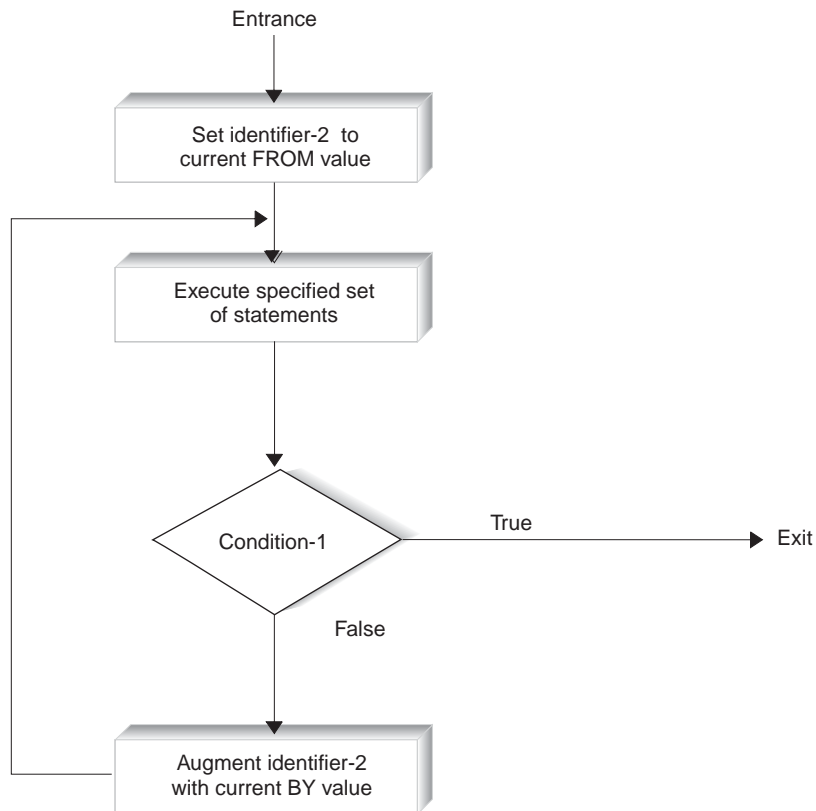 Entrance
Set identifier-2 to
current FROM value
Execute specified set
of statements
Condition-1
True
Exit
False
Augment identifier-2
with current BY value